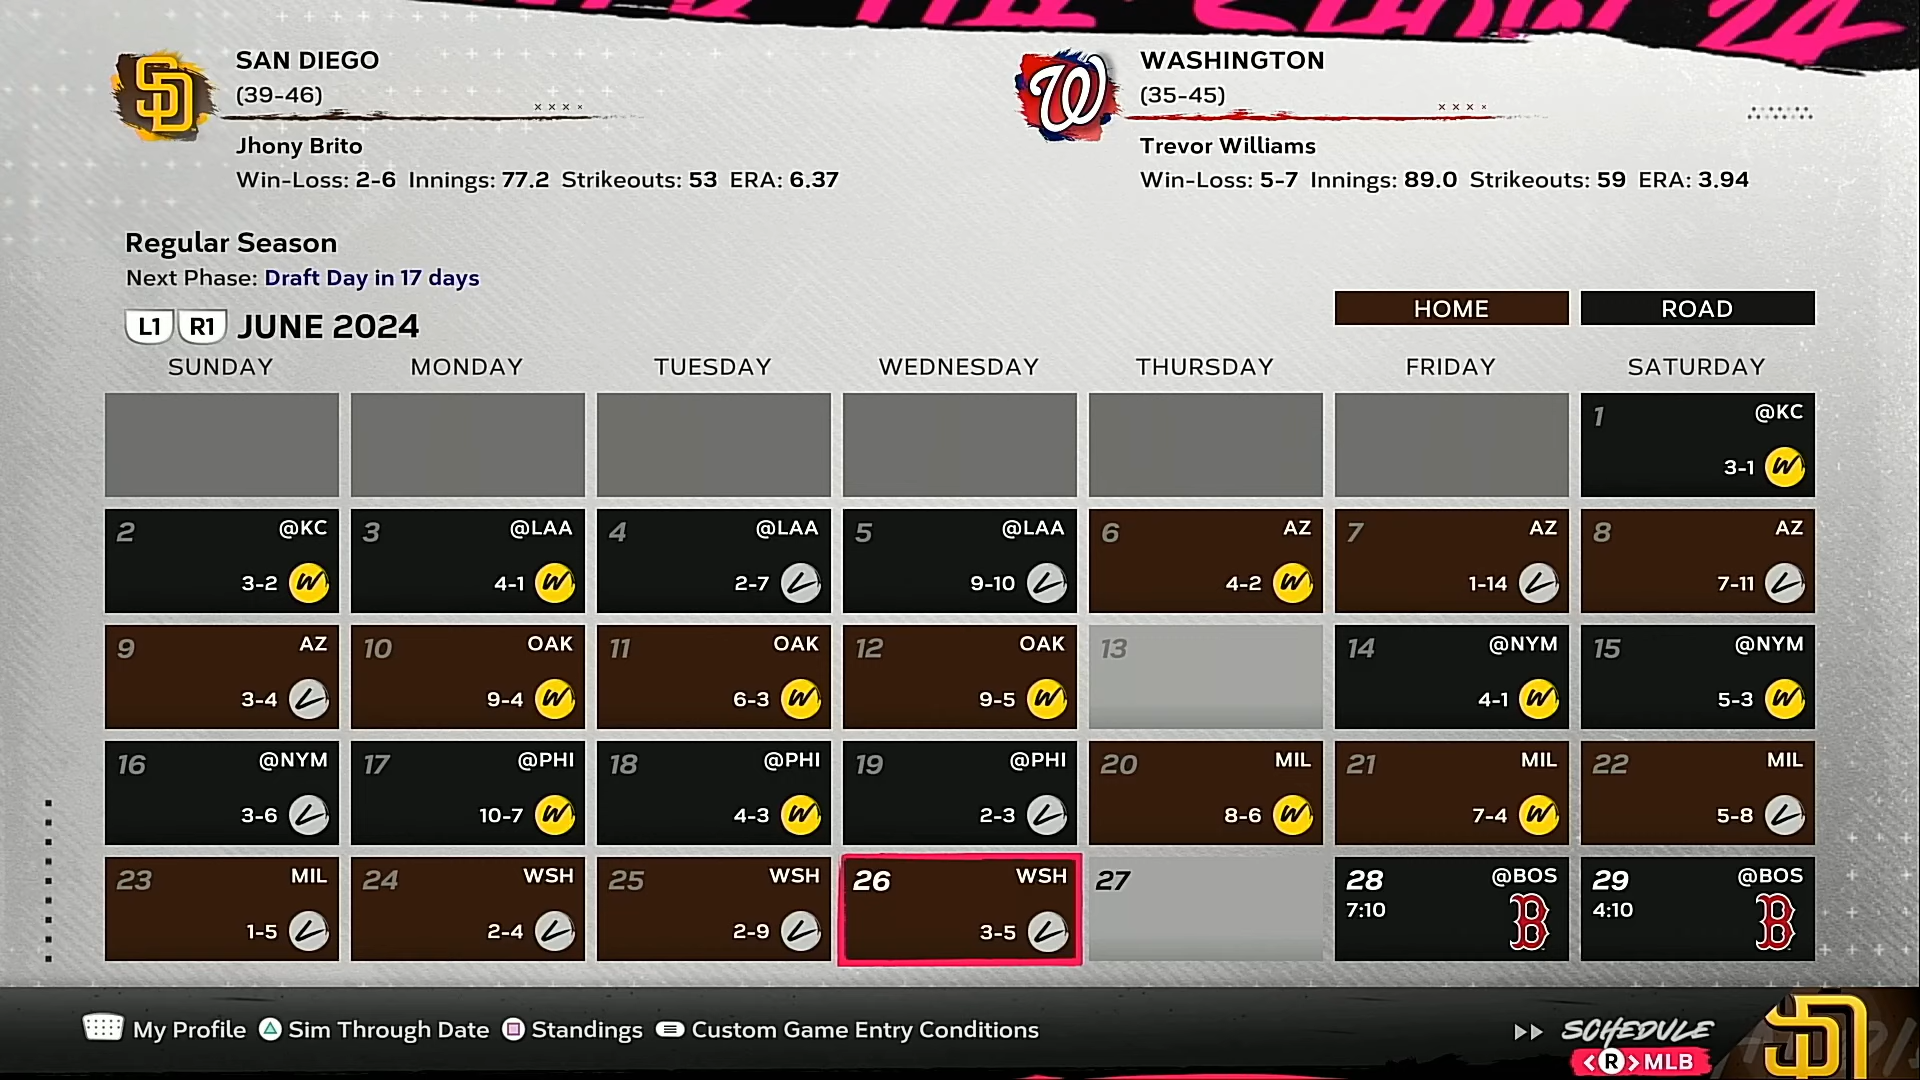 THE SHOW 24
SAN DIEGO
(39-46)
Jhony Brito
Win-Loss: 2-6 Innings: 77.2 Strikeouts: 53 ERA: 6.37
WASHINGTON
(35-45)
Trevor Williams
Win-Loss: 5-7 Innings: 89.0 Strikeouts: 59 ERA: 3.94
Regular Season
Next Phase: Draft Day in 17 days
HOME ROAD
L1 R1 JUNE 2024
SUNDAY MONDAY TUESDAY WEDNESDAY THURSDAY FRIDAY SATURDAY
1 @KC
3-1 W
2 @KC 3 @LAA 4 @LAA 5 @LAA 6 AZ 7 AZ 8 AZ
3-2 W 4-1 W 2-7 L 9-10 L 4-2 W 1-14 L 7-11 L
9 AZ 10 OAK 11 OAK 12 OAK 13 14 @NYM 15 @NYM
3-4 L 9-4 W 6-3 W 9-5 W 4-1 W 5-3 W
16 @NYM 17 @PHI 18 @PHI 19 @PHI 20 MIL 21 MIL 22 MIL
3-6 L 10-7 W 4-3 W 2-3 L 8-6 W 7-4 W 5-8 L
23 MIL 24 WSH 25 WSH 26 WSH 27 28 @BOS 29 @BOS
7:10 B 4:10 B
1-5 L 2-4 L 2-9 L 3-5 L
My Profile Sim Through Date Standings Custom Game Entry Conditions
SCHEDULE
<R> MLB
SD